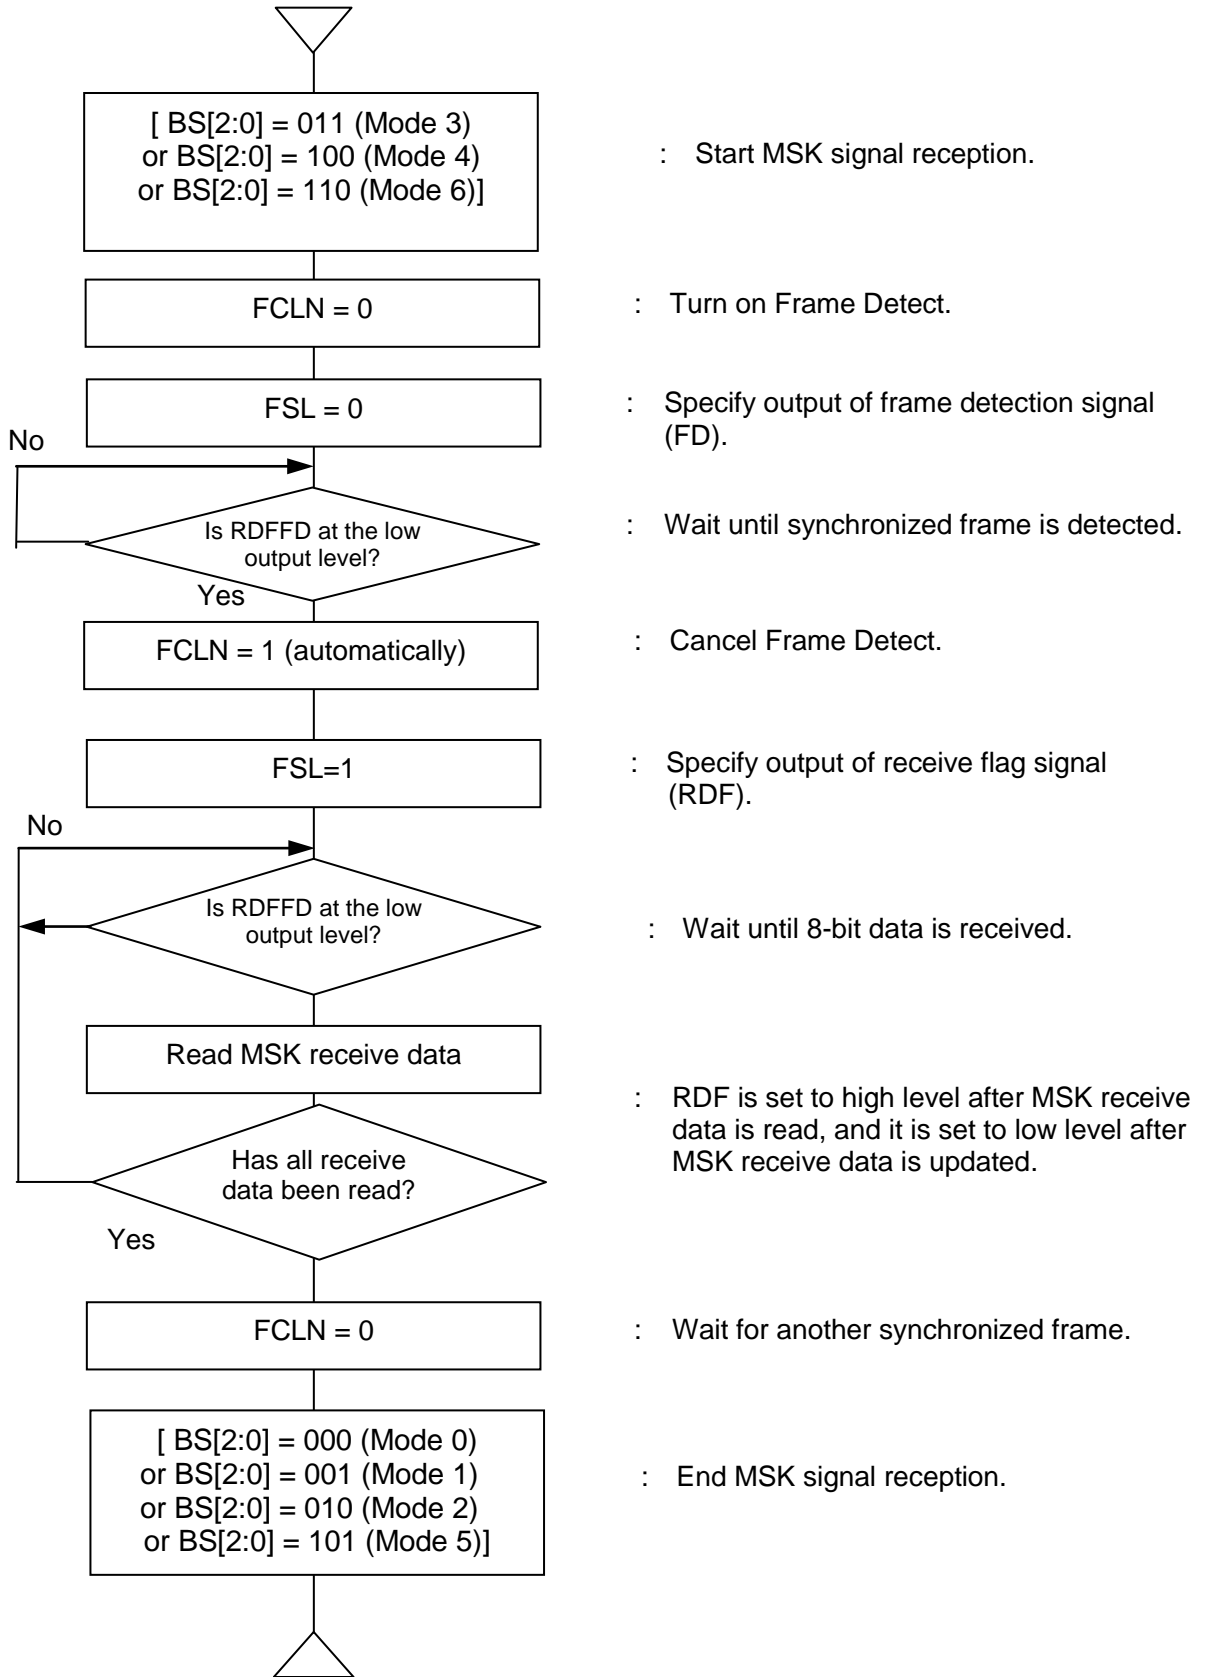 [ BS[2:0] = 011 (Mode 3)
or BS[2:0] = 100 (Mode 4)
or BS[2:0] = 110 (Mode 6)]
: Start MSK signal reception.
FCLN = 0
: Turn on Frame Detect.
FSL = 0
: Specify output of frame detection signal
(FD).
No
Is RDFFD at the low
output level?
: Wait until synchronized frame is detected.
Yes
FCLN = 1 (automatically)
: Cancel Frame Detect.
FSL=1
: Specify output of receive flag signal
(RDF).
No
Is RDFFD at the low
output level?
: Wait until 8-bit data is received.
Read MSK receive data
: RDF is set to high level after MSK receive
data is read, and it is set to low level after
MSK receive data is updated.
Has all receive
data been read?
Yes
FCLN = 0
: Wait for another synchronized frame.
[ BS[2:0] = 000 (Mode 0)
or BS[2:0] = 001 (Mode 1)
or BS[2:0] = 010 (Mode 2)
or BS[2:0] = 101 (Mode 5)]
: End MSK signal reception.